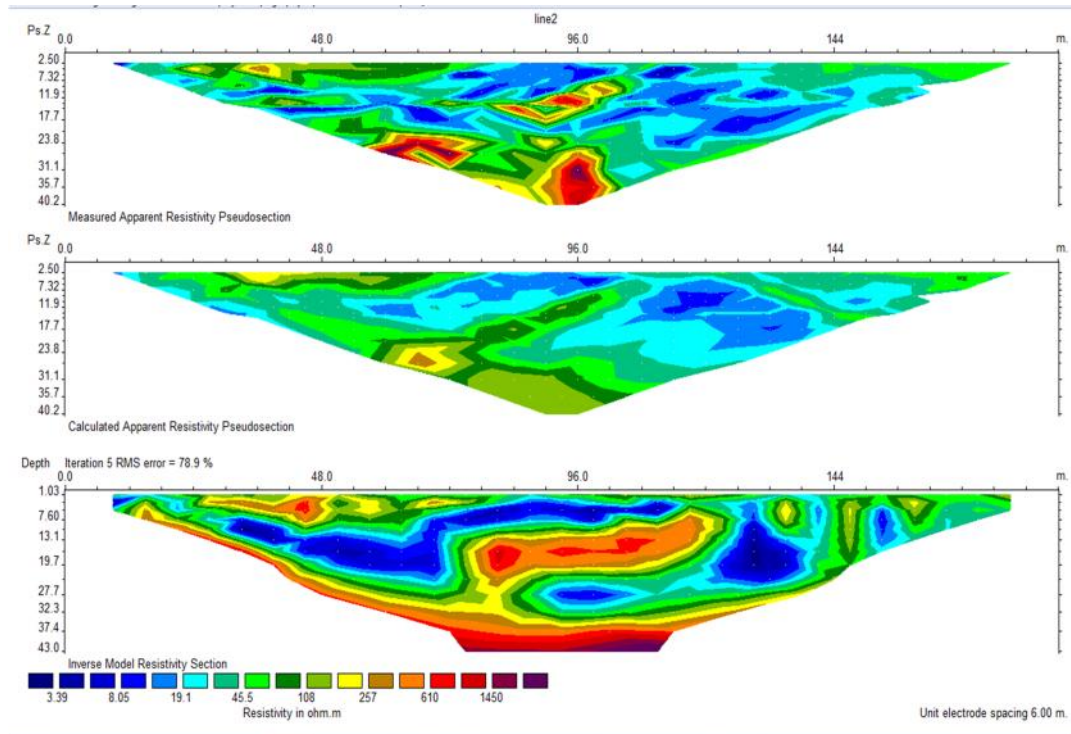 line2
Ps.Z 0.0 48.0 96.0 144 m.
2.50
7.32
11.9
17.7
23.8
31.1
35.7
40.2
Measured Apparent Resistivity Pseudosection
Ps.Z 0.0 48.0 96.0 144 m.
2.50
7.32
11.9
17.7
23.8
31.1
35.7
40.2
Calculated Apparent Resistivity Pseudosection
Depth Iteration 5 RMS error = 78.9 %
0.0 48.0 96.0 144 m.
1.03
7.60
13.1
19.7
27.7
32.3
37.4
43.0
Inverse Model Resistivity Section
3.39 8.05 19.1 45.5 108 257 610 1450
Resistivity in ohm.m Unit electrode spacing 6.00 m.